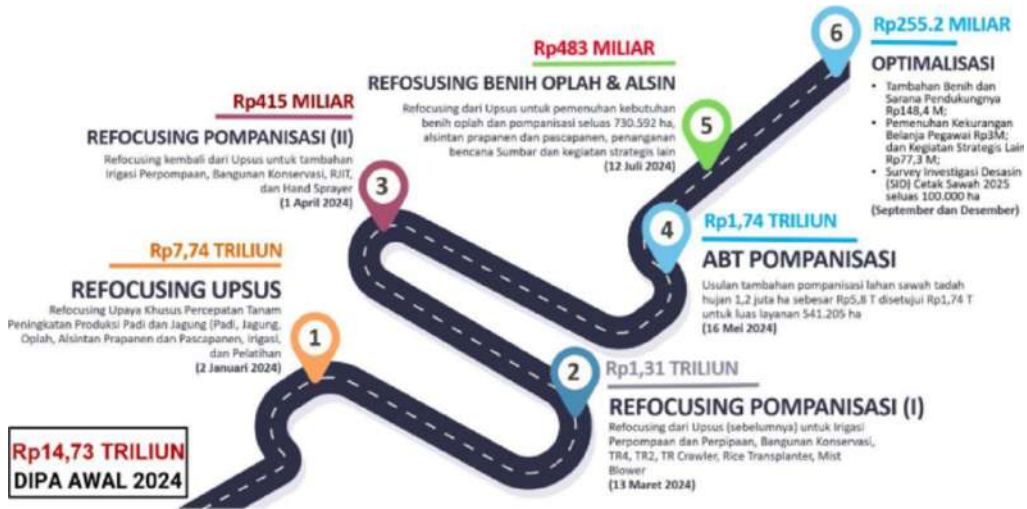 Rp14,73 TRILIUN
DIPA AWAL 2024
1
Rp7,74 TRILIUN
REFOCUSING UPSUS
Refocusing Upaya Khusus Percepatan Tanam
Peningkatan Produksi Padi dan Jagung (Padi, Jagung,
Oplah, Alsintan Prapanen dan Pascapanen, Irigasi,
dan Pelatihan
(2 Januari 2024)
2
Rp1,31 TRILIUN
REFOCUSING POMPANISASI (I)
Refocusing dari Upsus (sebelumnya) untuk Irigasi
Perpompaan dan Perpipaan, Bangunan Konservasi,
TR4, TR2, TR Crawler, Rice Transplanter, Mist
Blower
(13 Maret 2024)
3
Rp415 MILIAR
REFOCUSING POMPANISASI (II)
Refocusing kembali dari Upsus untuk tambahan
Irigasi Perpompaan, Bangunan Konservasi, RJIT,
dan Hand Sprayer
(1 April 2024)
4
Rp1,74 TRILIUN
ABT POMPANISASI
Usulan tambahan pompanisasi lahan sawah tadah
hujan 1,2 juta ha sebesar Rp5,8 T disetujui Rp1,74 T
untuk luas layanan 541.205 ha
(16 Mei 2024)
5
Rp483 MILIAR
REFOSUSING BENIH OPLAH & ALSIN
Refocusing dari Upsus untuk pemenuhan kebutuhan
benih oplah dan pompanisasi seluas 730.592 ha,
alsintan prapanen dan pascapanen, penanganan
bencana Sumbar dan kegiatan strategis lain
(12 Juli 2024)
6
Rp255.2 MILIAR
OPTIMALISASI
• Tambahan Benih dan
Sarana Pendukungnya
Rp148,4 M;
• Pemenuhan Kekurangan
Belanja Pegawai Rp3M;
dan Kegiatan Strategis Lain
Rp77,3 M;
• Survey Investigasi Desasin
(SID) Cetak Sawah 2025
seluas 100.000 ha
(September dan Desember)